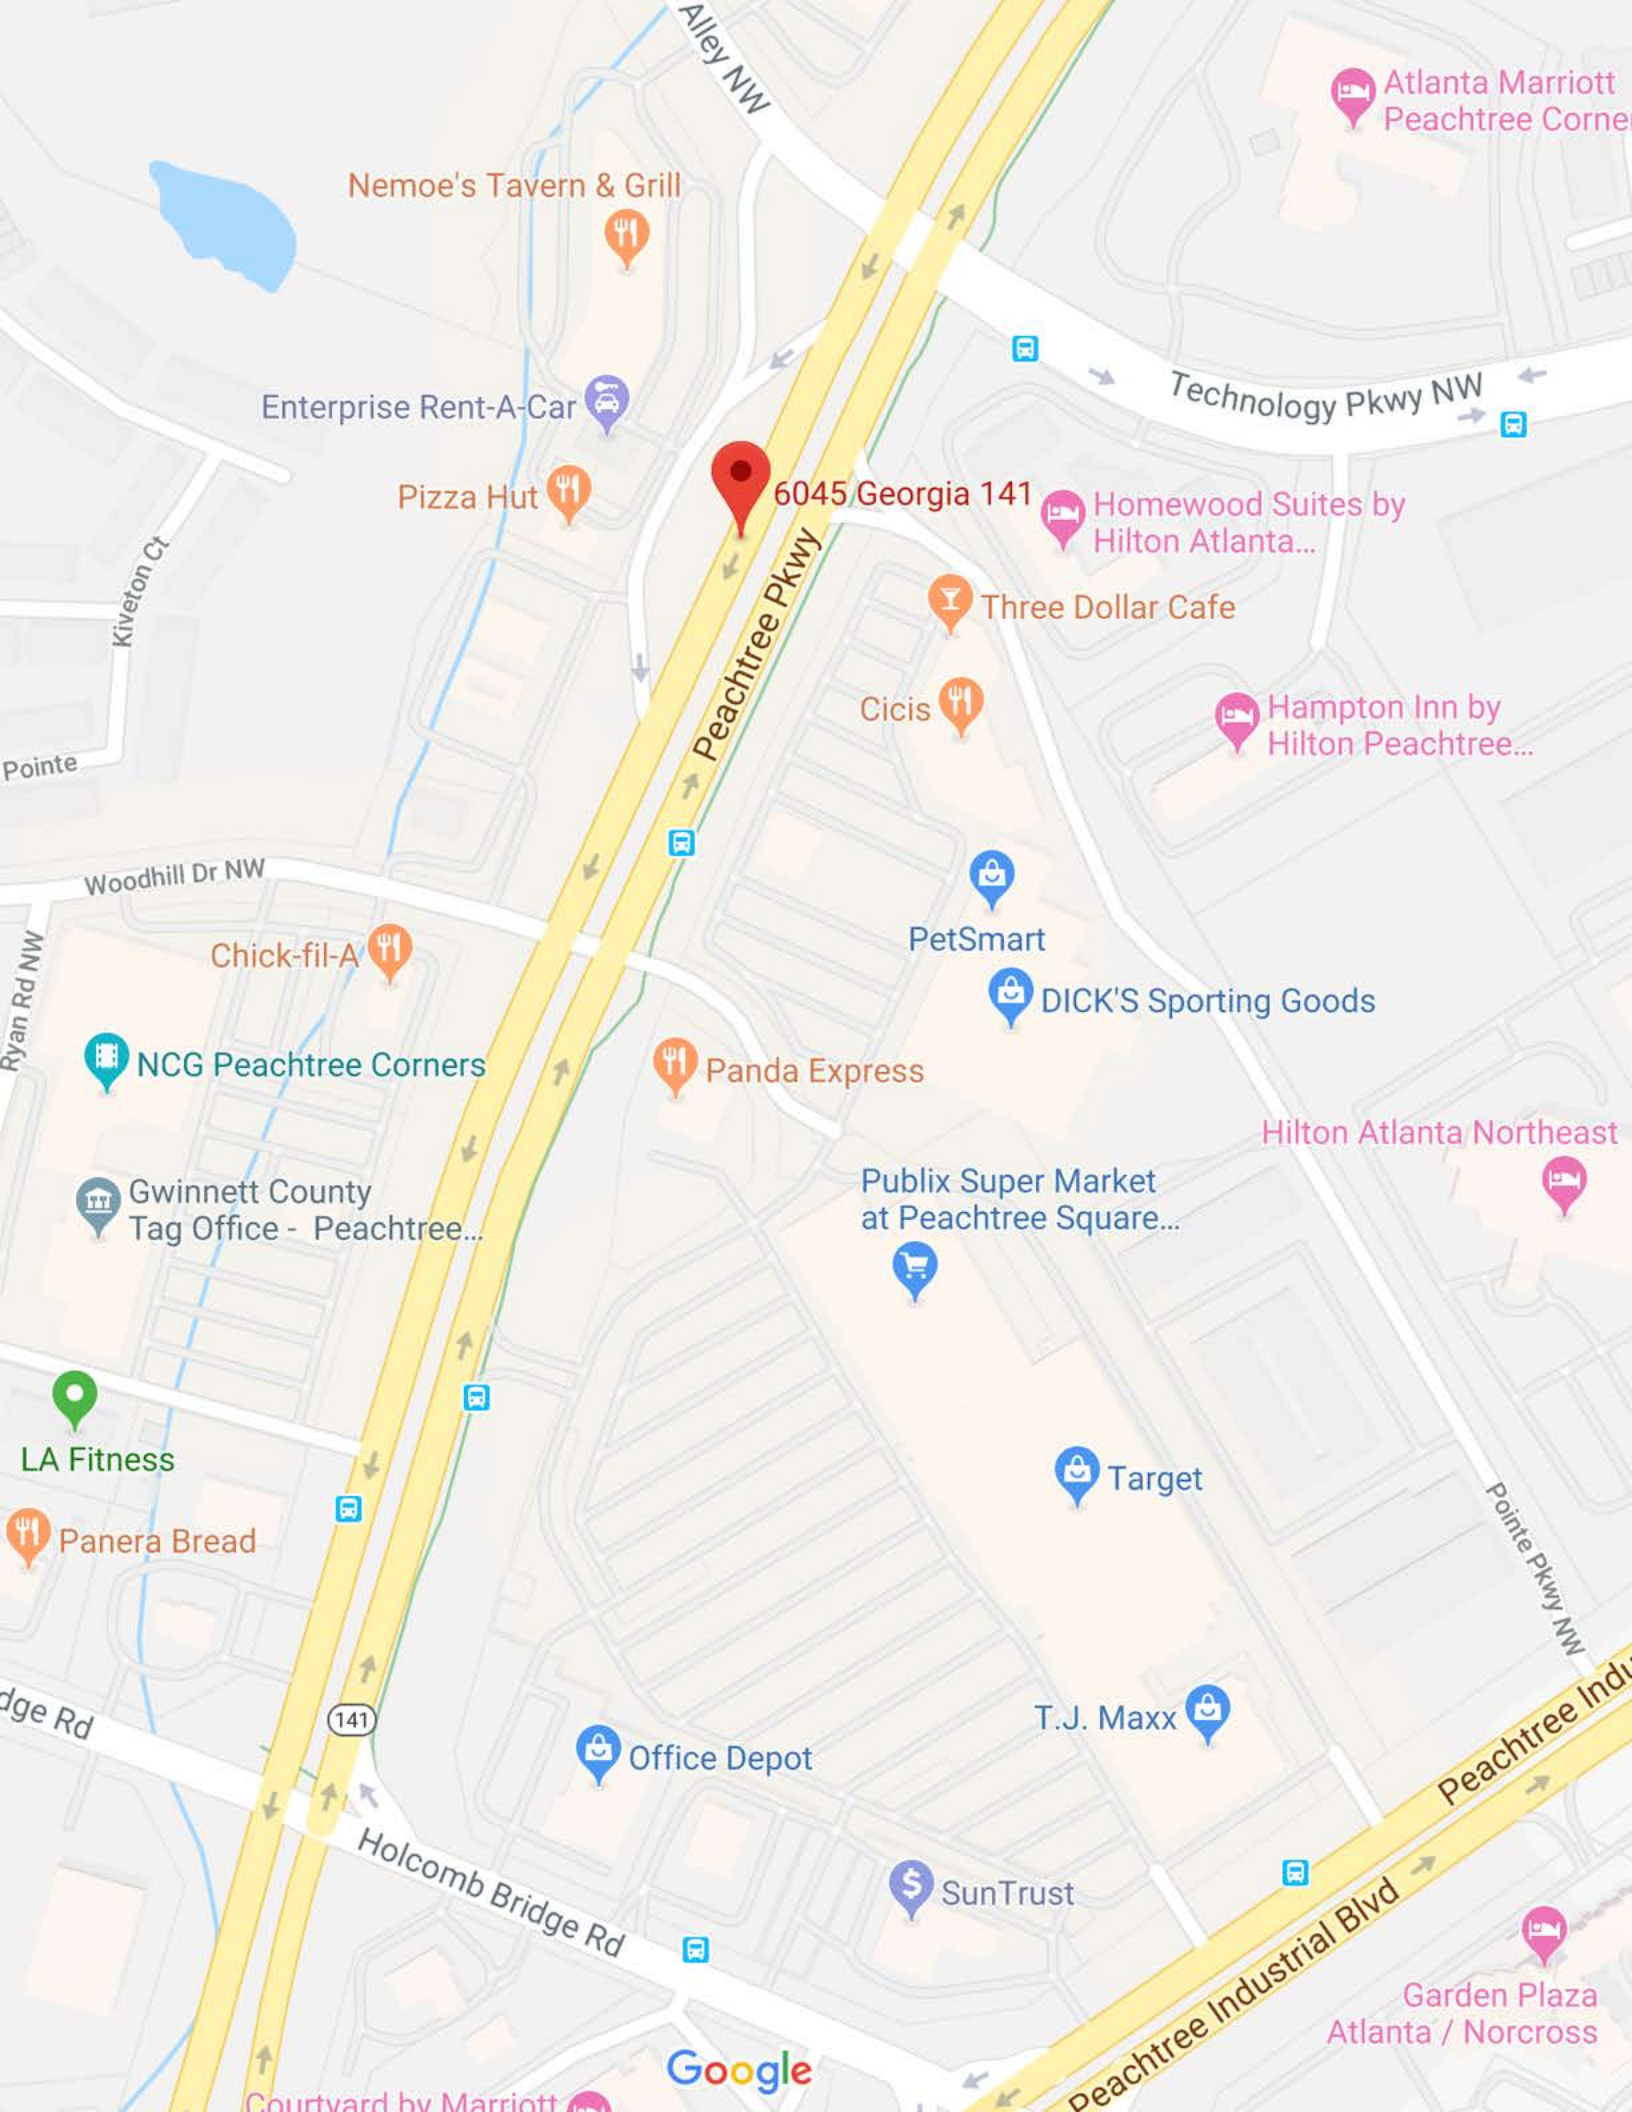 Alley NW
Atlanta Marriott
Peachtree Corne
Nemoe's Tavern & Grill
Technology Pkwy NW
Enterprise Rent-A-Car
Pizza Hut
6045 Georgia 141
Homewood Suites by
Hilton Atlanta...
Kiveton Ct
Peachtree Pkwy
Three Dollar Cafe
Cicis
Hampton Inn by
Hilton Peachtree...
Pointe
Woodhill Dr NW
Ryan Rd NW
Chick-fil-A
PetSmart
DICK'S Sporting Goods
NCG Peachtree Corners
Panda Express
Hilton Atlanta Northeast
Gwinnett County
Tag Office - Peachtree...
Publix Super Market
at Peachtree Square...
LA Fitness
Target
Panera Bread
Pointe Pkwy NW
dge Rd
141
T.J. Maxx
Office Depot
Peachtree Indu
Holcomb Bridge Rd
SunTrust
Peachtree Industrial Blvd
Garden Plaza
Atlanta / Norcross
Google
Courtyard by Marriott